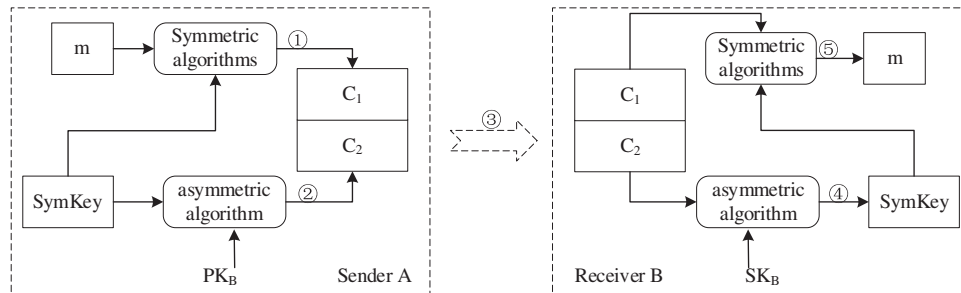 m
Symmetric
algorithms
①
C1
C2
SymKey
asymmetric
algorithm
②
PKB
Sender A
③
Symmetric
algorithms
⑤
m
C1
C2
asymmetric
algorithm
④
SymKey
Receiver B
SKB